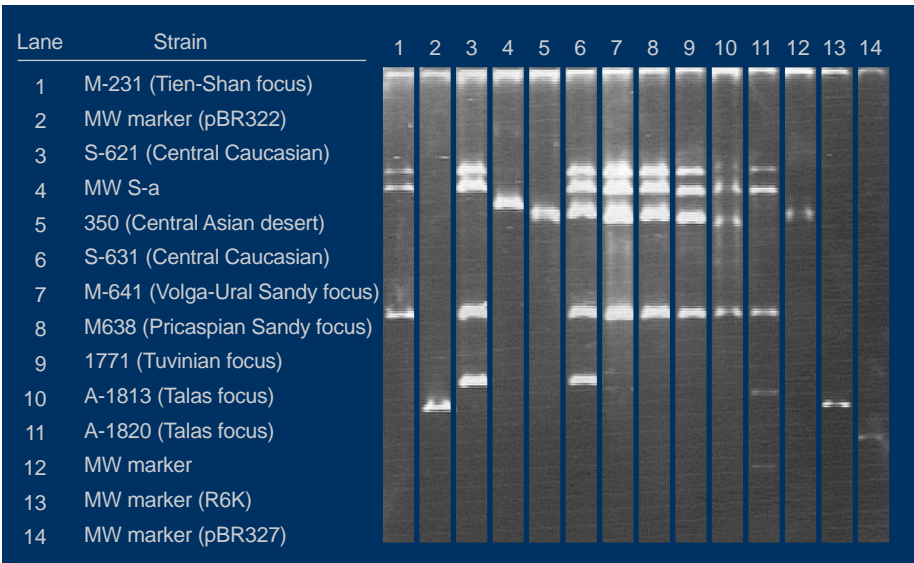 Lane Strain 1 2 3 4 5 6 7 8 9 10 11 12 13 14
1 M-231 (Tien-Shan focus)
2 MW marker (pBR322)
3 S-621 (Central Caucasian)
4 MW S-a
5 350 (Central Asian desert)
6 S-631 (Central Caucasian)
7 M-641 (Volga-Ural Sandy focus)
8 M638 (Pricaspian Sandy focus)
9 1771 (Tuvinian focus)
10 A-1813 (Talas focus)
11 A-1820 (Talas focus)
12 MW marker
13 MW marker (R6K)
14 MW marker (pBR327)